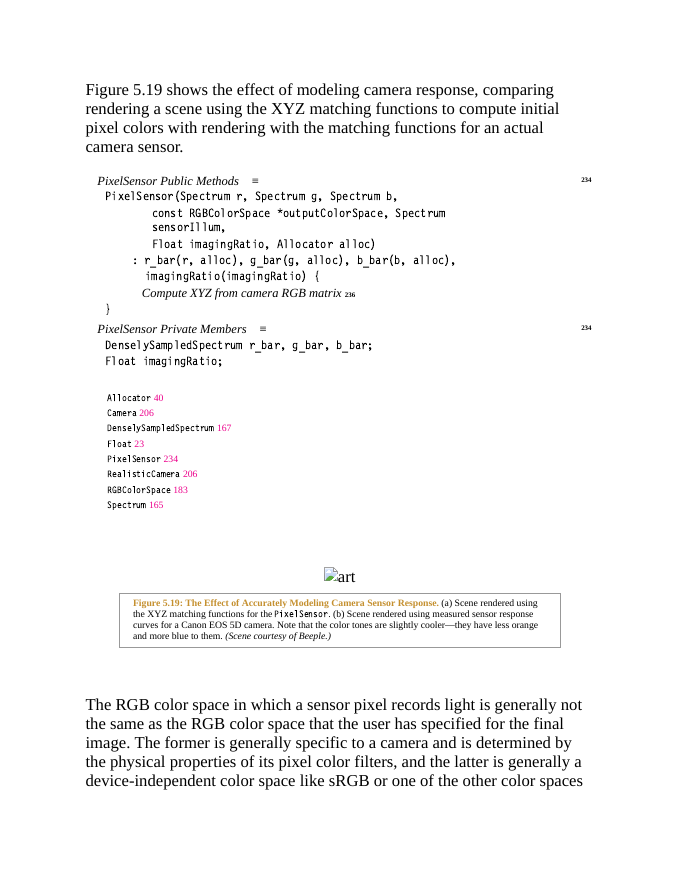 Figure 5.19 shows the effect of modeling camera response, comparing
rendering a scene using the XYZ matching functions to compute initial
pixel colors with rendering with the matching functions for an actual
camera sensor.
PixelSensor Public Methods ≡ 234
PixelSensor(Spectrum r, Spectrum g, Spectrum b,
const RGBColorSpace *outputColorSpace, Spectrum
sensorIllum,
Float imagingRatio, Allocator alloc)
: r_bar(r, alloc), g_bar(g, alloc), b_bar(b, alloc),
imagingRatio(imagingRatio) {
Compute XYZ from camera RGB matrix 236
}
PixelSensor Private Members ≡ 234
DenselySampledSpectrum r_bar, g_bar, b_bar;
Float imagingRatio;
Allocator 40
Camera 206
DenselySampledSpectrum 167
Float 23
PixelSensor 234
RealisticCamera 206
RGBColorSpace 183
Spectrum 165
art
Figure 5.19: The Effect of Accurately Modeling Camera Sensor Response. (a) Scene rendered using
the XYZ matching functions for the PixelSensor. (b) Scene rendered using measured sensor response
curves for a Canon EOS 5D camera. Note that the color tones are slightly cooler—they have less orange
and more blue to them. (Scene courtesy of Beeple.)
The RGB color space in which a sensor pixel records light is generally not
the same as the RGB color space that the user has specified for the final
image. The former is generally specific to a camera and is determined by
the physical properties of its pixel color filters, and the latter is generally a
device-independent color space like sRGB or one of the other color spaces